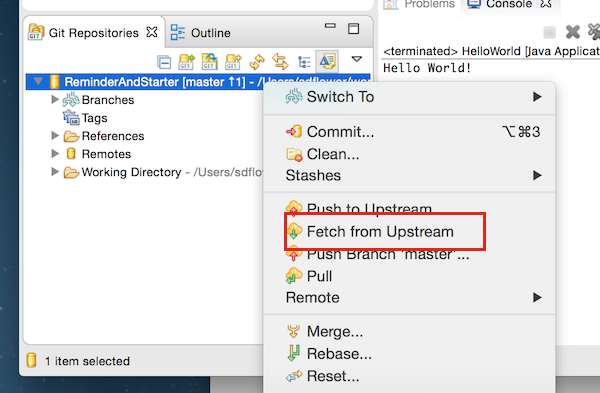 Problems
Console
Git Repositories
Outline
<terminated> HelloWorld [Java Applicat
Hello World!
ReminderAndStarter [master ↑1] - /Users/sdflower/wor
Branches
Tags
References
Remotes
Working Directory - /Users/sdflow
Switch To
Commit... ⌥⌘3
Clean...
Stashes
Push to Upstream
Fetch from Upstream
Push Branch 'master'...
Pull
Remote
Merge...
Rebase...
Reset...
1 item selected